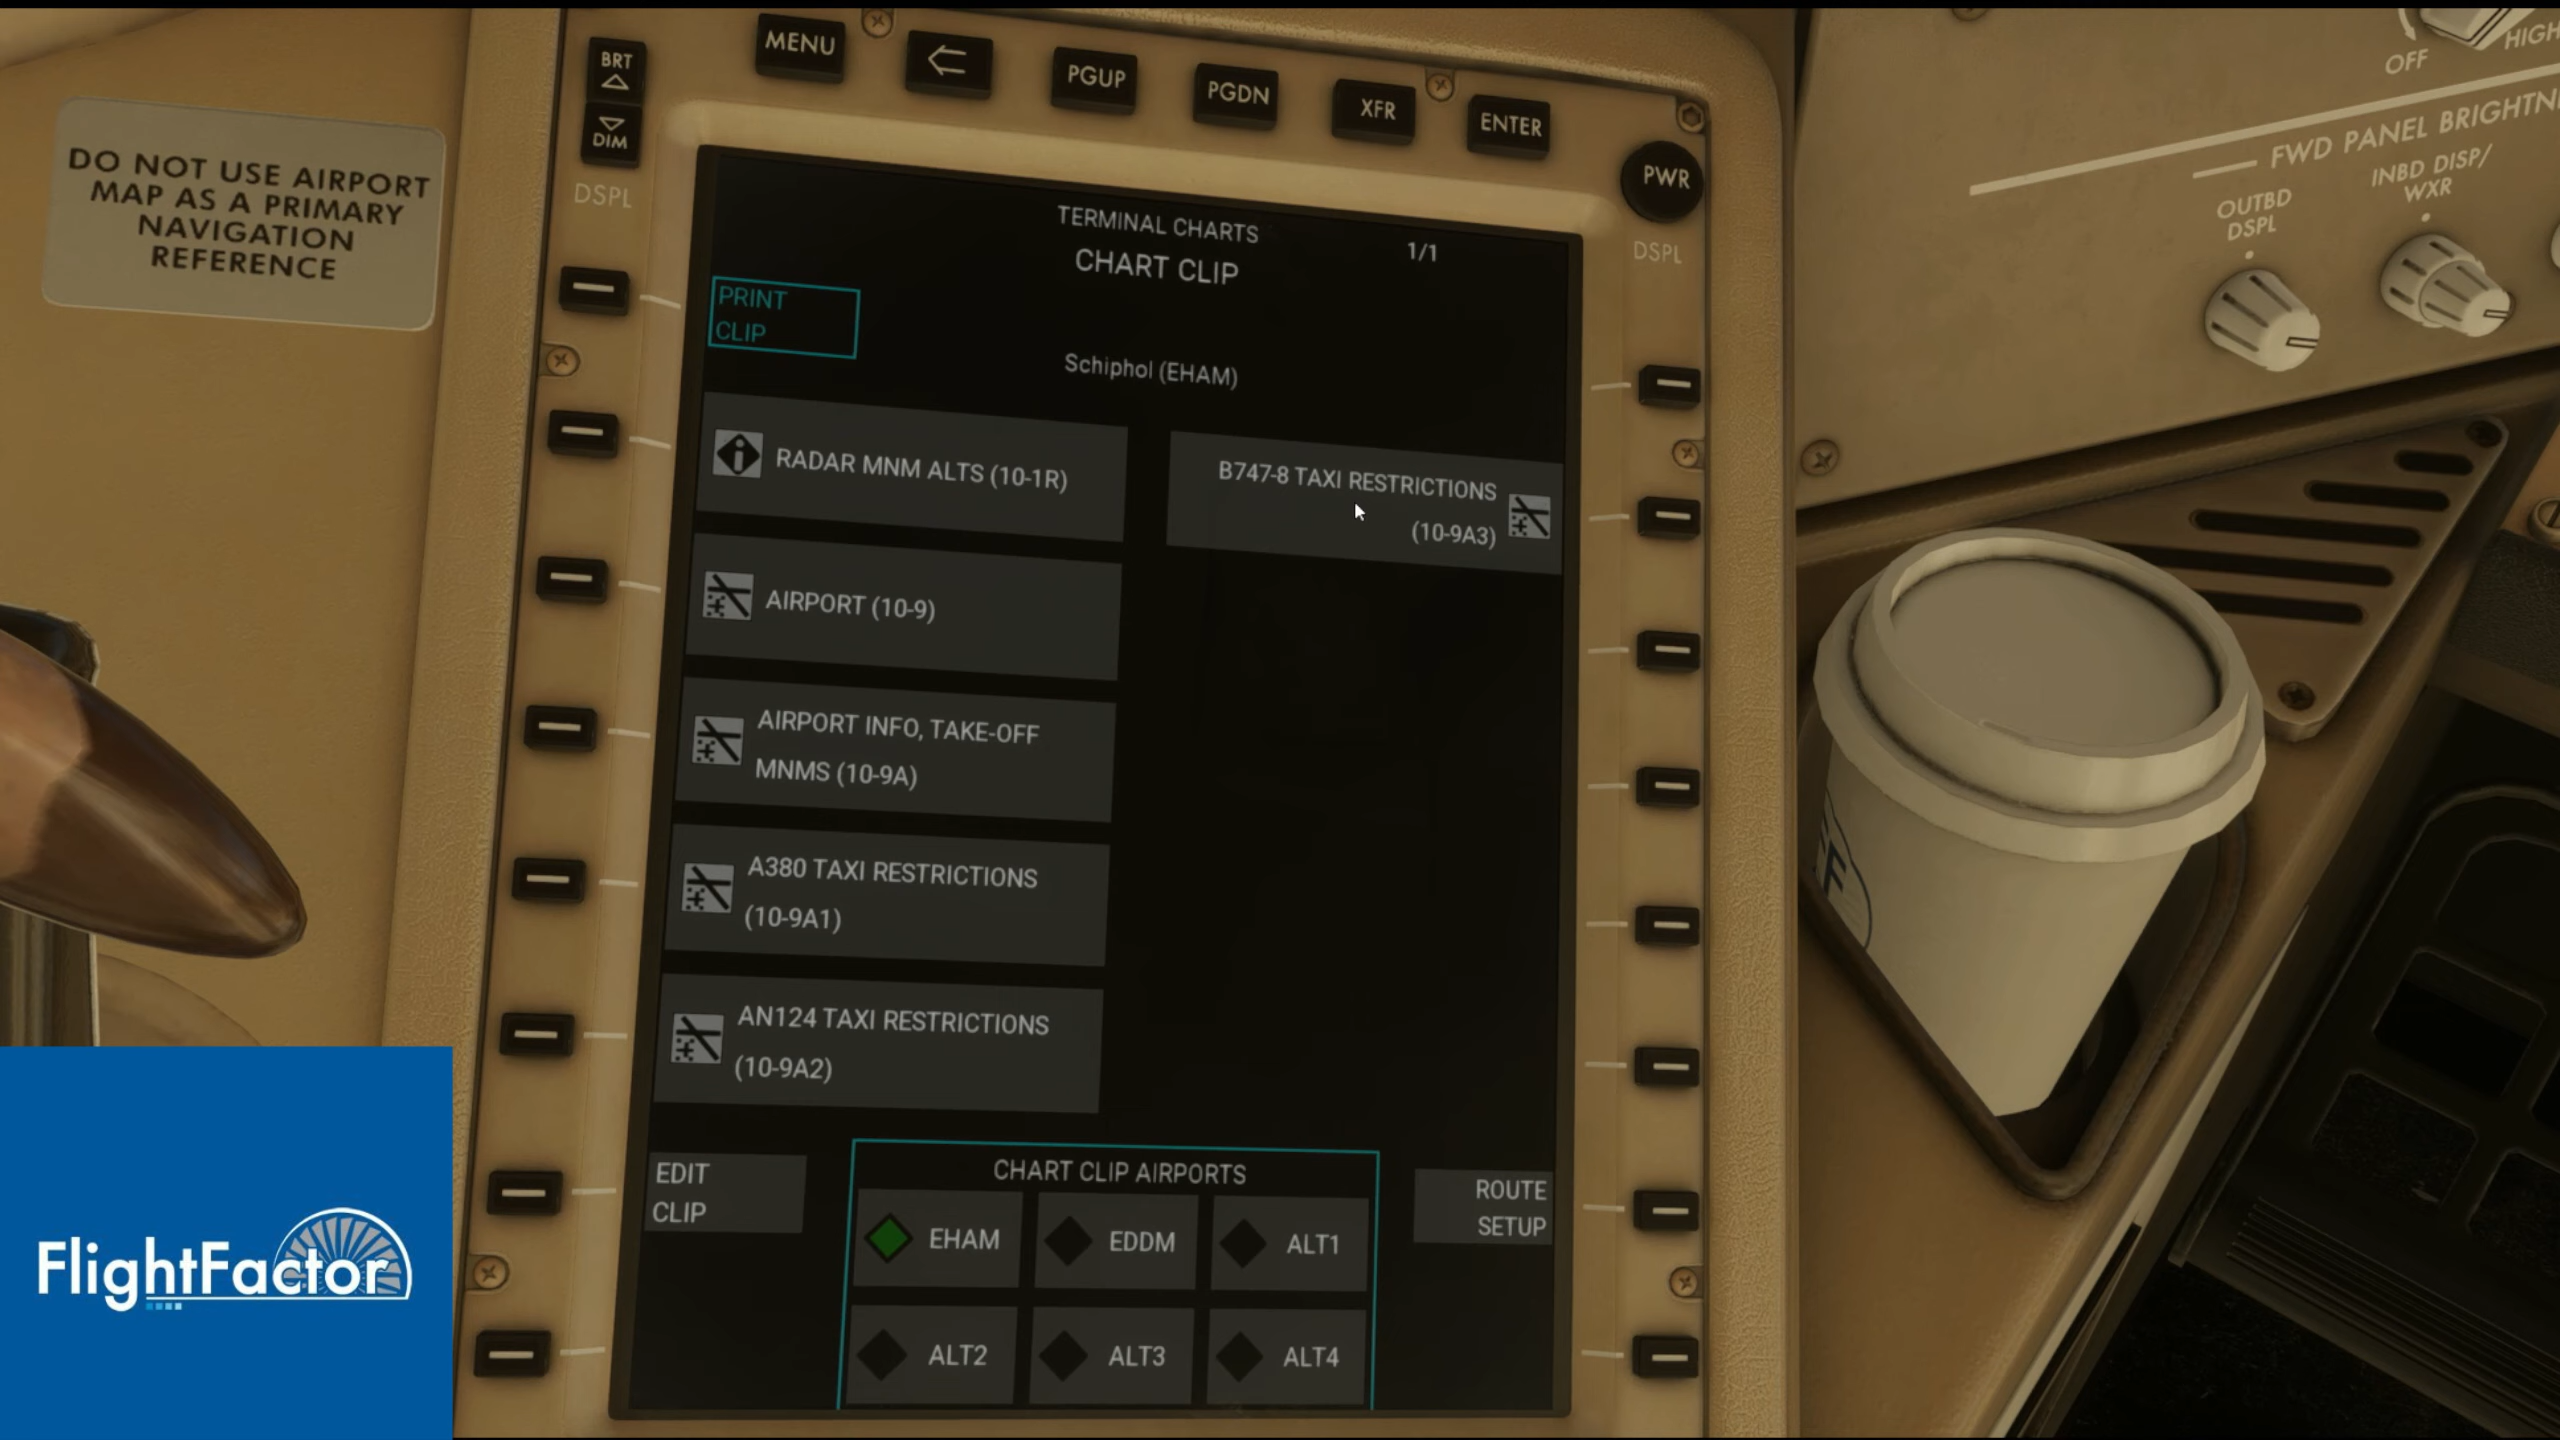 BRT
DIM
DSPL
MENU
PGUP
PGDN
XFR
ENTER
PWR
DSPL
OFF
HIGH
FWD PANEL BRIGHTN
OUTBD
DSPL
INBD DISP/
WXR
DO NOT USE AIRPORT
MAP AS A PRIMARY
NAVIGATION
REFERENCE
TERMINAL CHARTS
1/1
CHART CLIP
PRINT
CLIP
Schiphol (EHAM)
RADAR MNM ALTS (10-1R)
B747-8 TAXI RESTRICTIONS
(10-9A3)
AIRPORT (10-9)
AIRPORT INFO, TAKE-OFF
MNMS (10-9A)
A380 TAXI RESTRICTIONS
(10-9A1)
AN124 TAXI RESTRICTIONS
(10-9A2)
EDIT
CLIP
CHART CLIP AIRPORTS
EHAM
EDDM
ALT1
ALT2
ALT3
ALT4
ROUTE
SETUP
FlightFactor